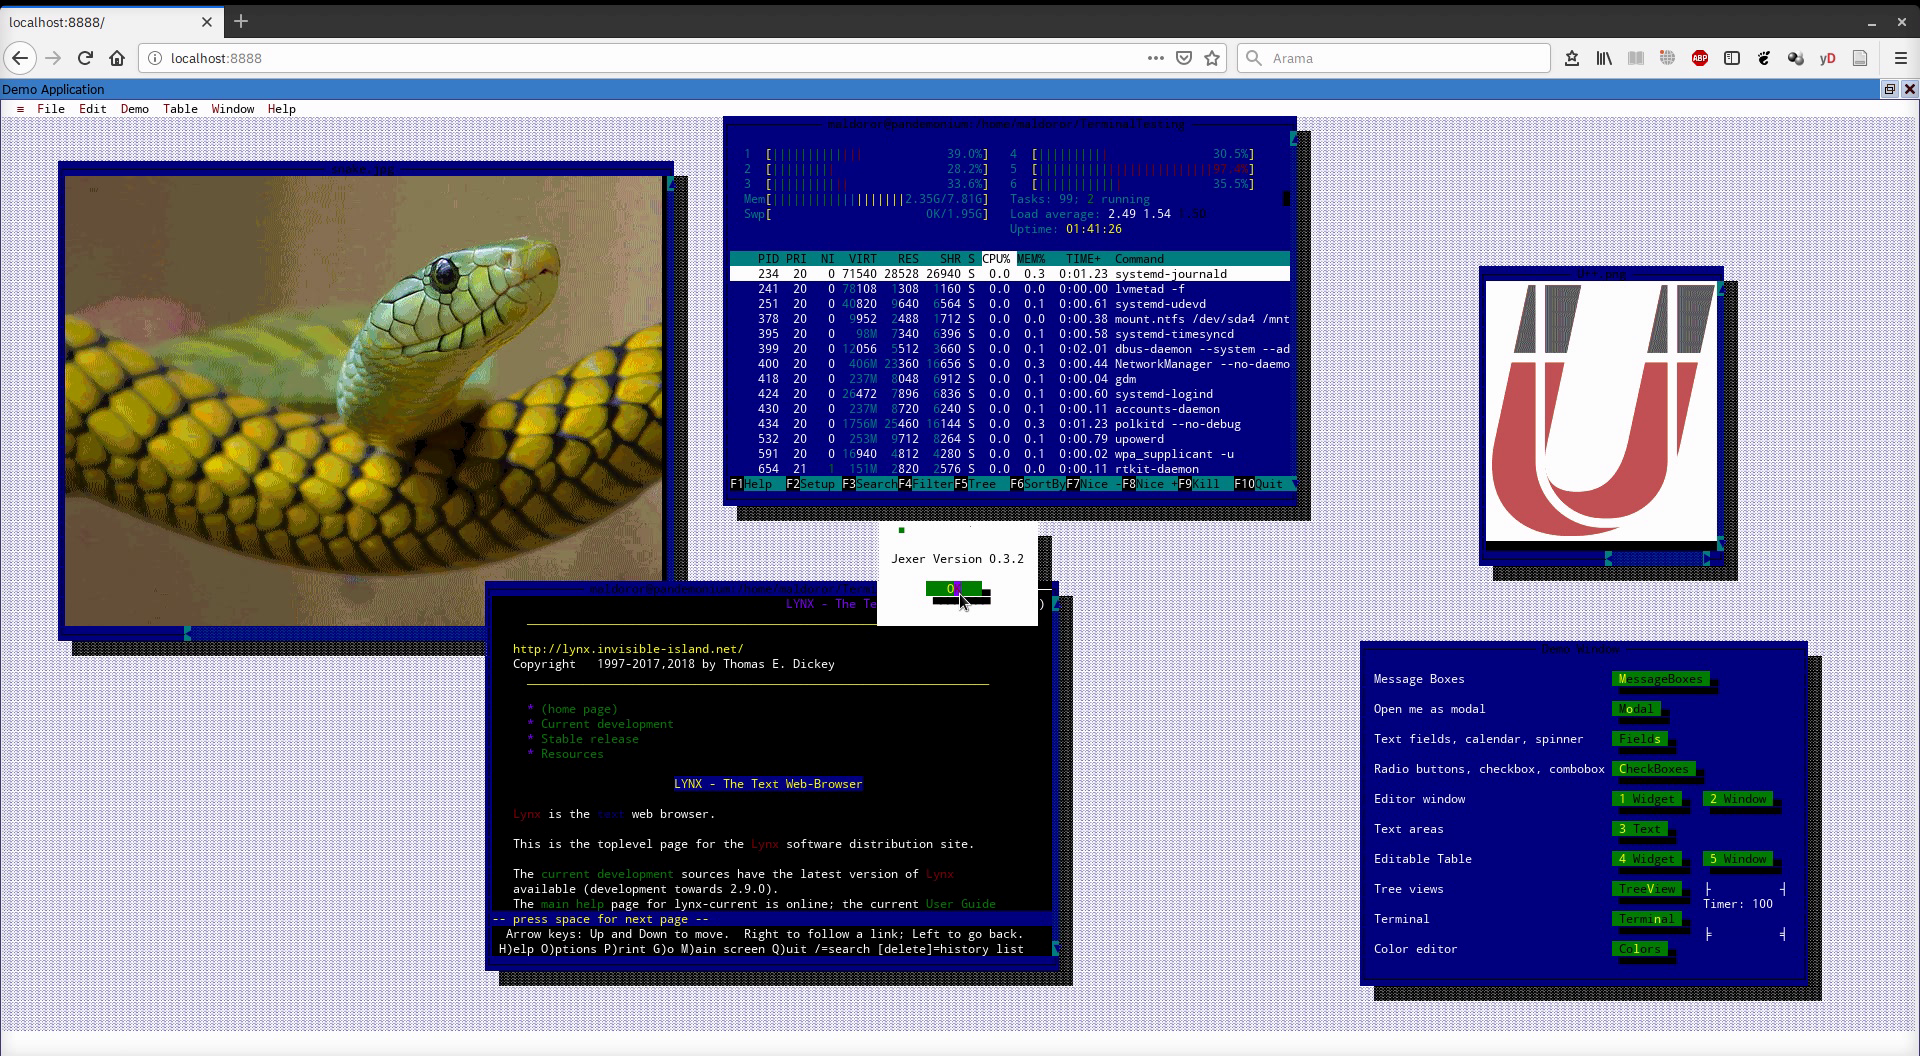 localhost:8888/
localhost:8888
Arama
ABP
yD
Demo Application
≡ File Edit Demo Table Window Help
1 [ 39.0%] 4 [ 30.5%]
2 [ 28.2%] 5 [ 97.4%]
3 [ 33.6%] 6 [ 35.5%]
Mem[ 2.35G/7.81G] Tasks: 99; 2 running
Swp[ 0K/1.95G] Load average: 2.49 1.54 1.50
Uptime: 01:41:26
PID PRI NI VIRT RES SHR S CPU% MEM% TIME+ Command
234 20 0 71540 28528 26940 S 0.0 0.3 0:01.23 systemd-journald
241 20 0 78108 1308 1160 S 0.0 0.0 0:00.00 lvmetad -f
251 20 0 40820 9640 6564 S 0.0 0.1 0:00.61 systemd-udevd
378 20 0 9952 2488 1712 S 0.0 0.0 0:00.38 mount.ntfs /dev/sda4 /mnt
395 20 0 98M 7340 6396 S 0.0 0.1 0:00.58 systemd-timesyncd
399 20 0 12056 5512 3660 S 0.0 0.1 0:02.01 dbus-daemon --system --ad
400 20 0 406M 23360 16656 S 0.0 0.3 0:00.44 NetworkManager --no-daemo
418 20 0 237M 8048 6912 S 0.0 0.1 0:00.04 gdm
424 20 0 26472 7896 6836 S 0.0 0.1 0:00.60 systemd-logind
430 20 0 237M 8720 6240 S 0.0 0.1 0:00.11 accounts-daemon
434 20 0 1756M 25460 16144 S 0.0 0.3 0:01.23 polkitd --no-debug
532 20 0 253M 9712 8264 S 0.0 0.1 0:00.79 upowerd
591 20 0 16940 4812 4280 S 0.0 0.1 0:00.02 wpa_supplicant -u
654 21 1 151M 2820 2576 S 0.0 0.0 0:00.11 rtkit-daemon
F1Help F2Setup F3SearchF4FilterF5Tree F6SortByF7Nice -F8Nice +F9Kill F10Quit
Jexer Version 0.3.2
LYNX - The Te )
http://lynx.invisible-island.net/
Copyright 1997-2017,2018 by Thomas E. Dickey
* (home page)
* Current development
* Stable release
* Resources
LYNX - The Text Web-Browser
Lynx is the text web browser.
This is the toplevel page for the Lynx software distribution site.
The current development sources have the latest version of Lynx
available (development towards 2.9.0).
The main help page for lynx-current is online; the current User Guide
-- press space for next page --
Arrow keys: Up and Down to move. Right to follow a link; Left to go back.
H)elp O)ptions P)rint G)o M)ain screen Q)uit /=search [delete]=history list
Demo Window
Message Boxes MessageBoxes
Open me as modal Modal
Text fields, calendar, spinner Fields
Radio buttons, checkbox, combobox CheckBoxes
Editor window 1 Widget 2 Window
Text areas 3 Text
Editable Table 4 Widget 5 Window
Tree views TreeView
Timer: 100
Terminal Terminal
Color editor Colors